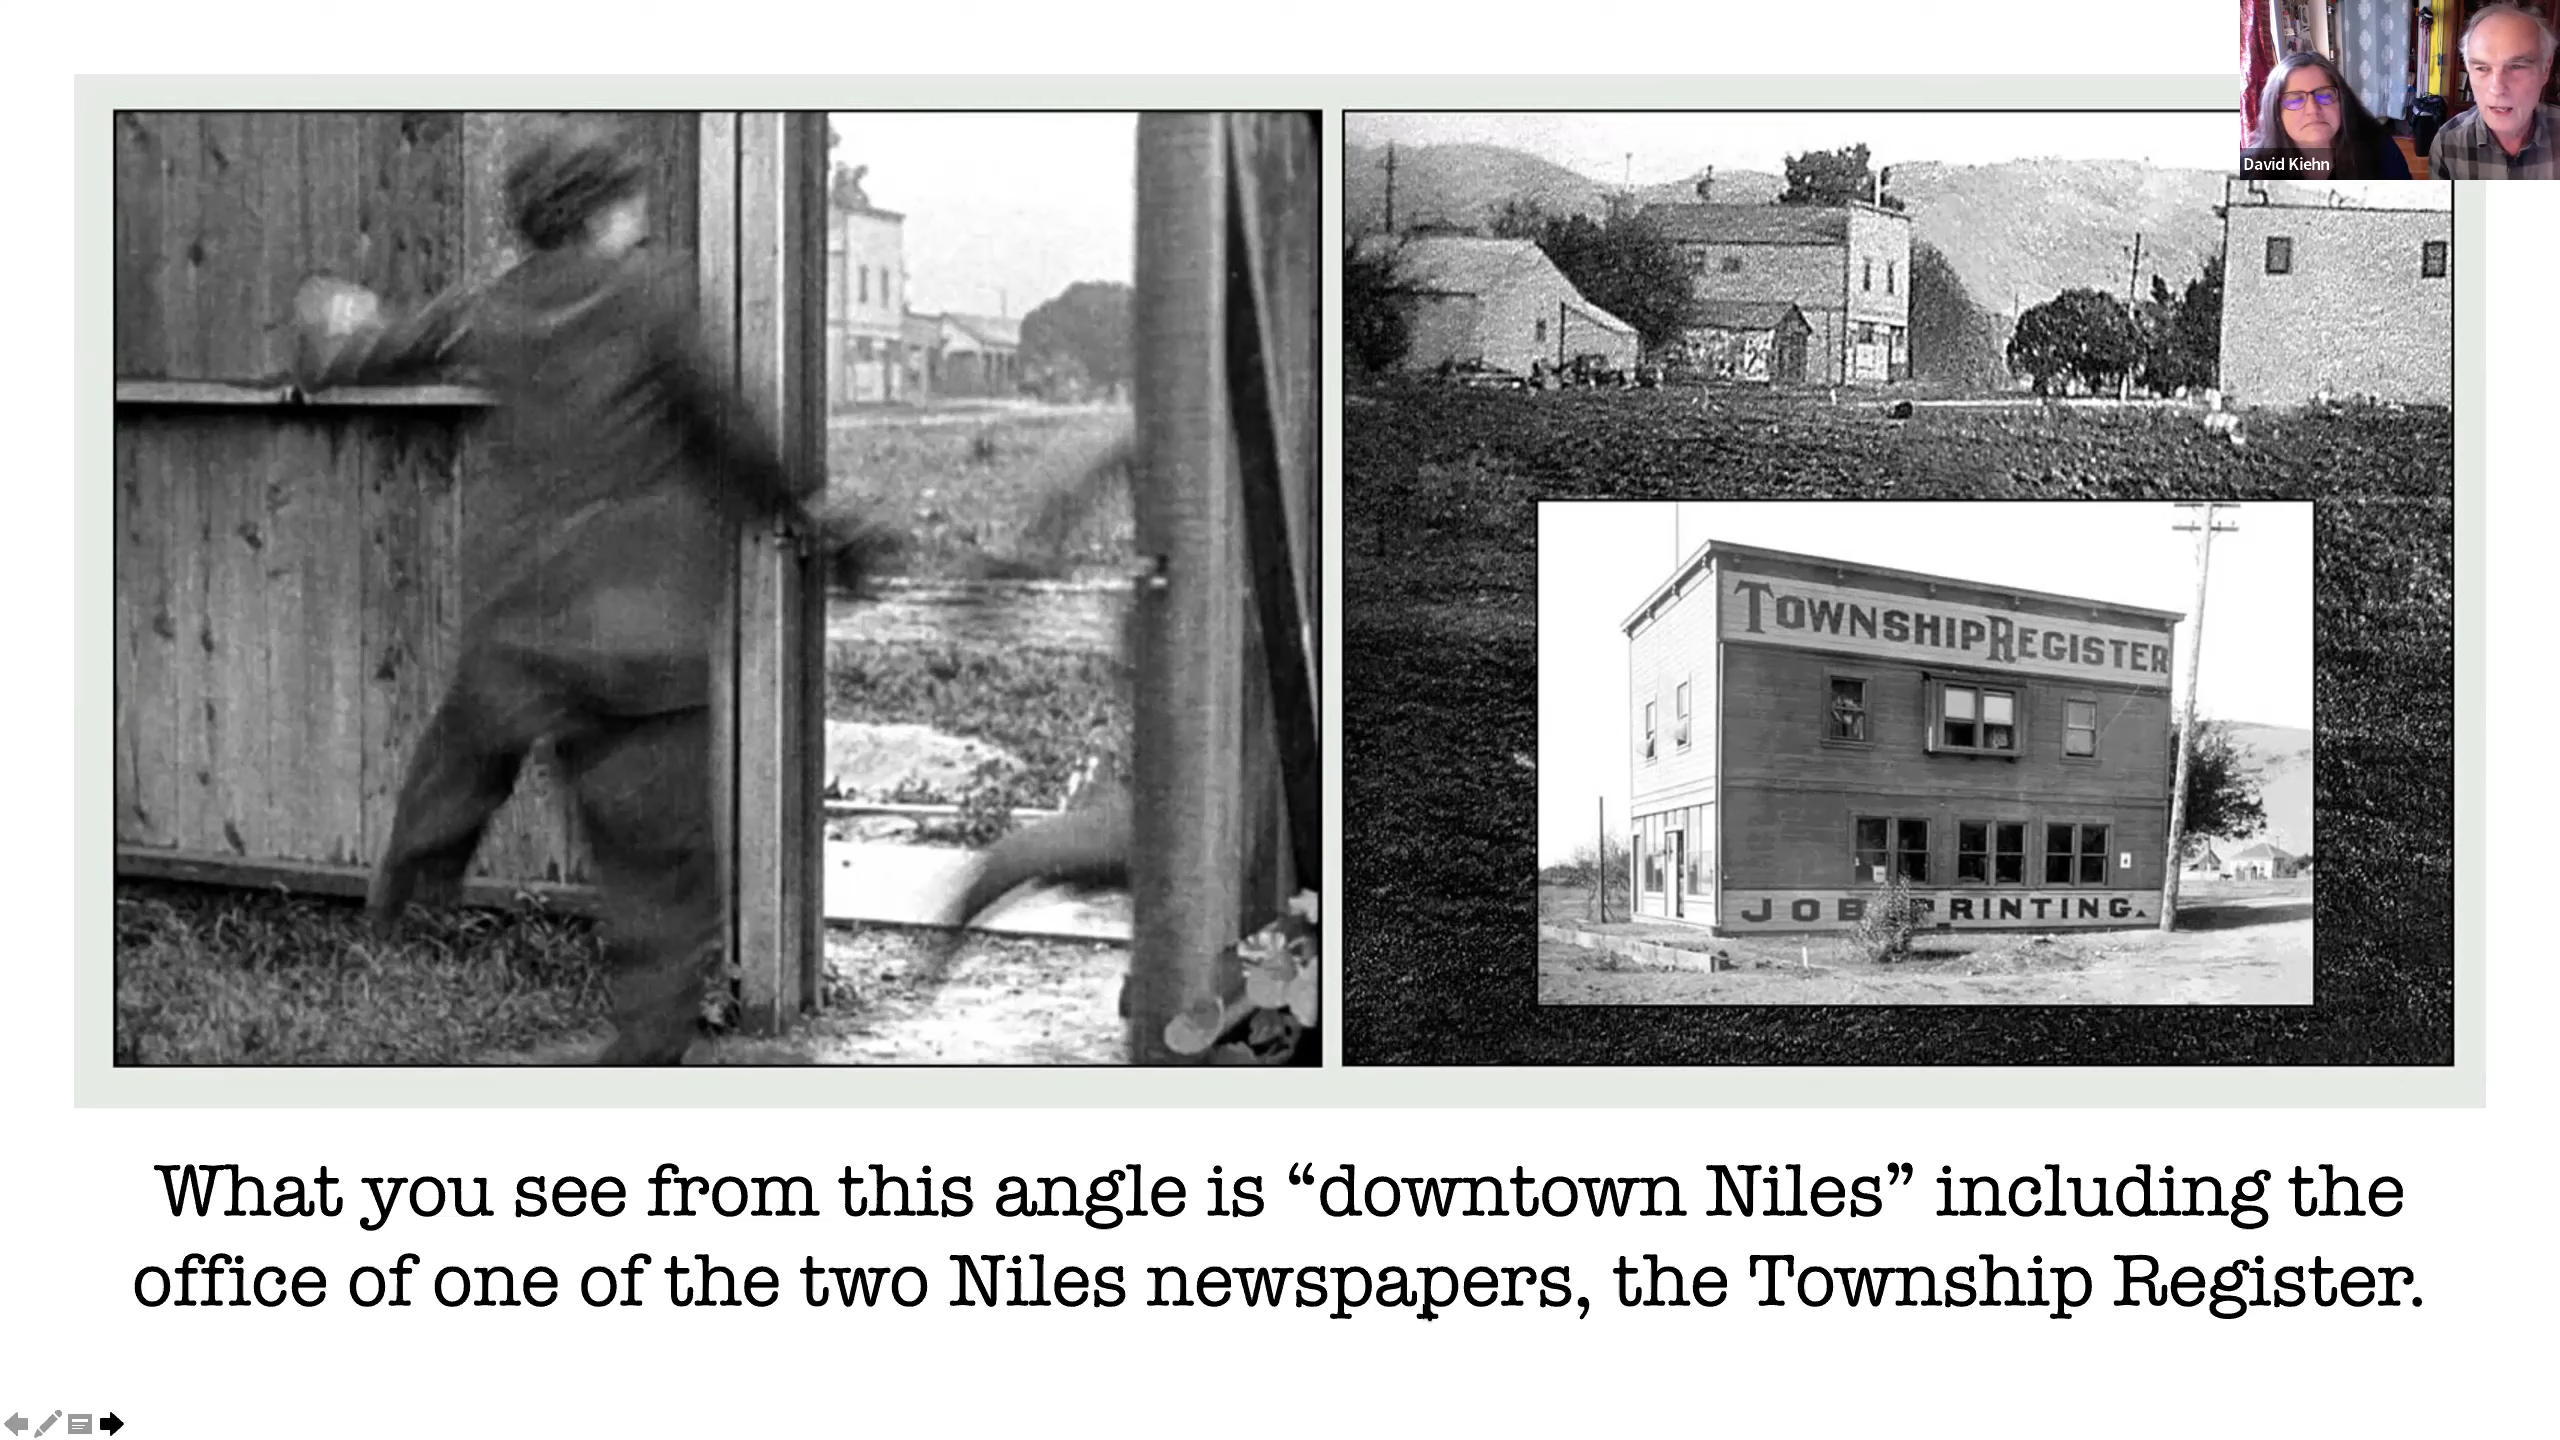 David Kiehn
TOWNSHIP REGISTER
JOB PRINTING.
What you see from this angle is “downtown Niles” including the
office of one of the two Niles newspapers, the Township Register.